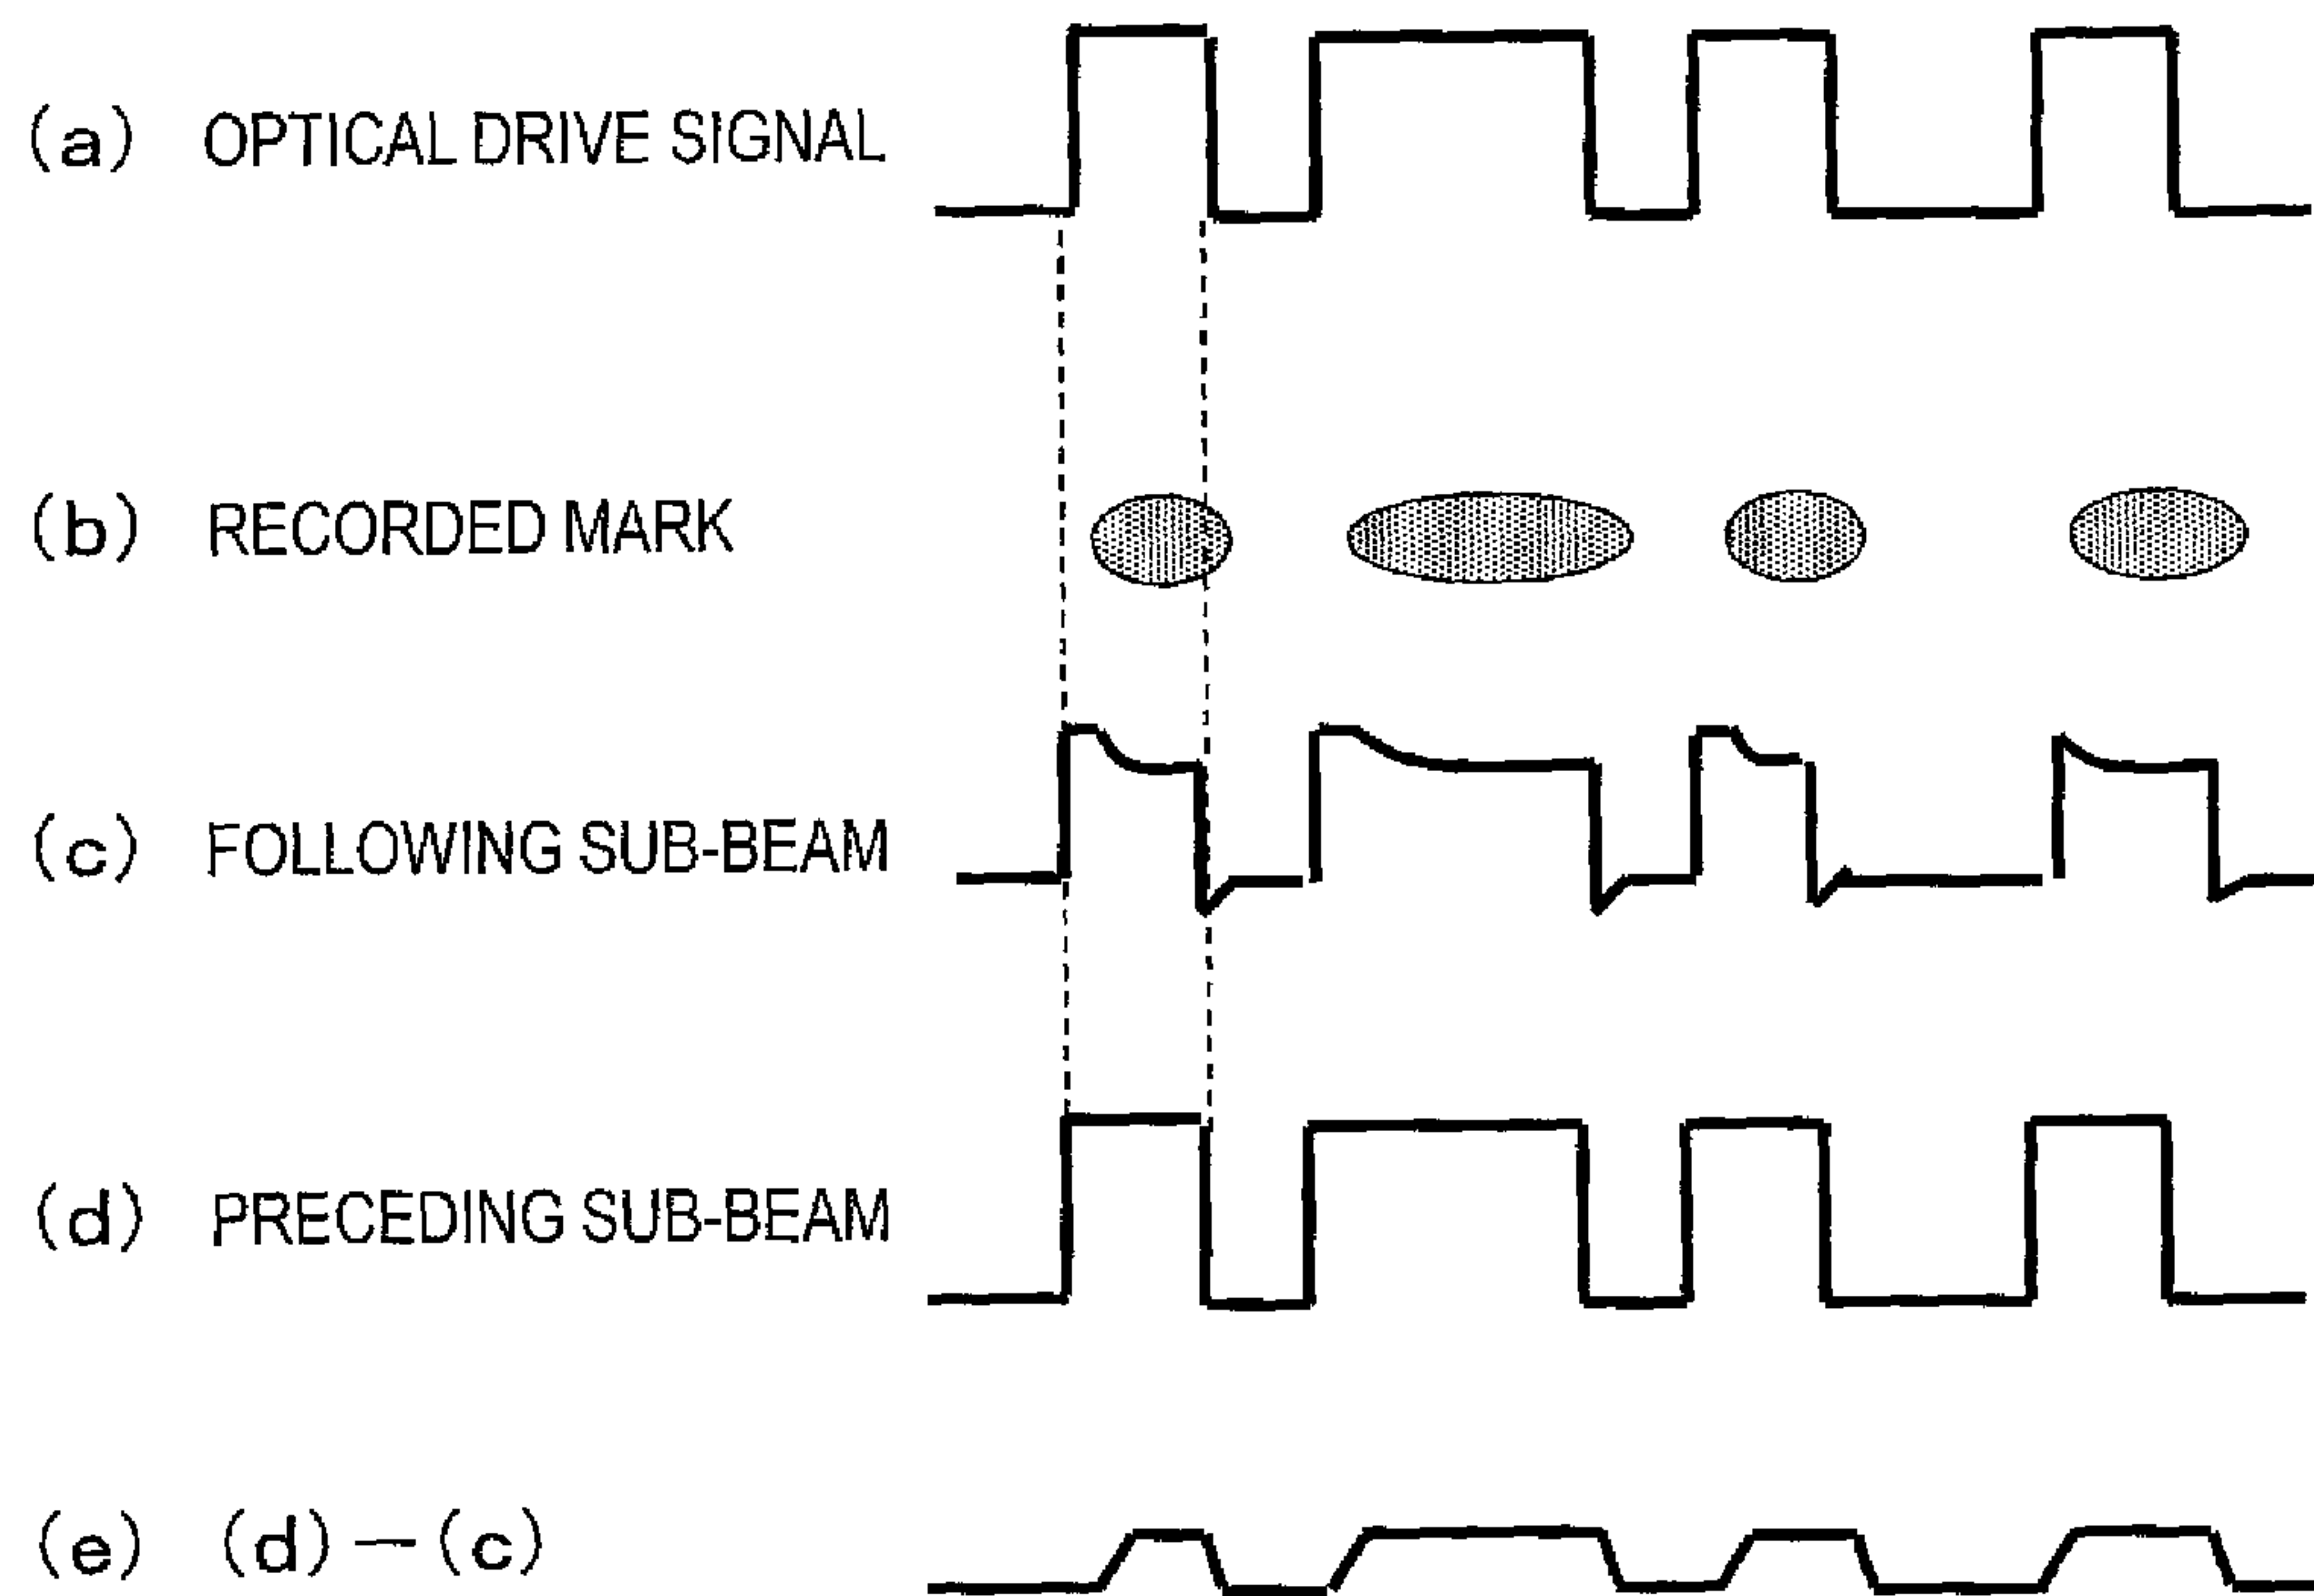 (a) OPTICAL DRIVE SIGNAL
(b) RECORDED MARK
(c) FOLLOWING SUB-BEAM
(d) PRECEDING SUB-BEAM
(e) (d)—(c)